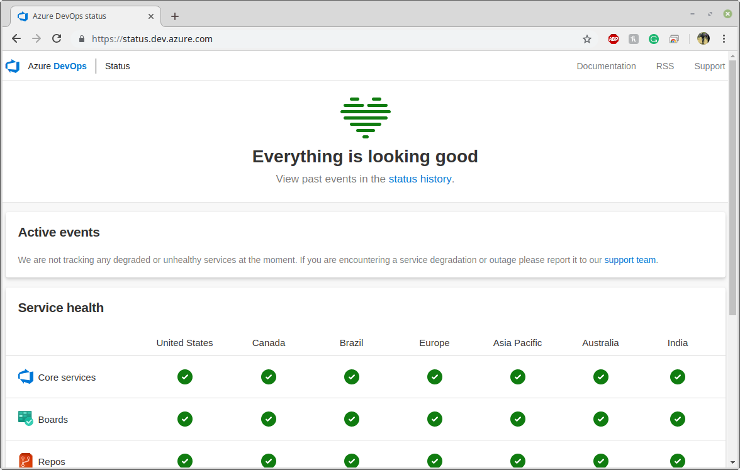 Azure DevOps status
https://status.dev.azure.com
ABP
Azure DevOps
Status
Documentation
RSS
Support
Everything is looking good
View past events in the status history.
Active events
We are not tracking any degraded or unhealthy services at the moment. If you are encountering a service degradation or outage please report it to our support team.
Service health
United States
Canada
Brazil
Europe
Asia Pacific
Australia
India
Core services
Boards
Repos